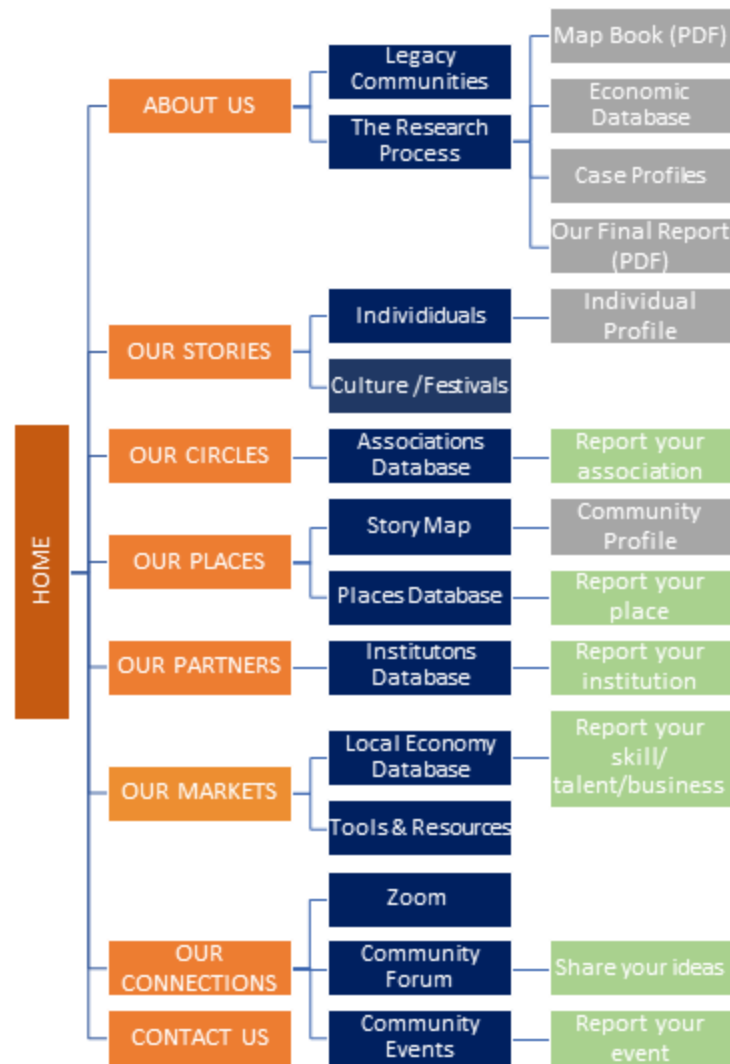 HOME
ABOUT US
Legacy
Communities
The Research
Process
Map Book (PDF)
Economic
Database
Case Profiles
Our Final Report
(PDF)
OUR STORIES
Individiduals
Individual
Profile
Culture /Festivals
OUR CIRCLES
Associations
Database
Report your
association
OUR PLACES
Story Map
Community
Profile
Places Database
Report your
place
OUR PARTNERS
Institutons
Database
Report your
institution
OUR MARKETS
Local Economy
Database
Report your
skill/
talent/business
Tools & Resources
OUR
CONNECTIONS
Zoom
Community
Forum
Share your ideas
Community
Events
Report your
event
CONTACT US